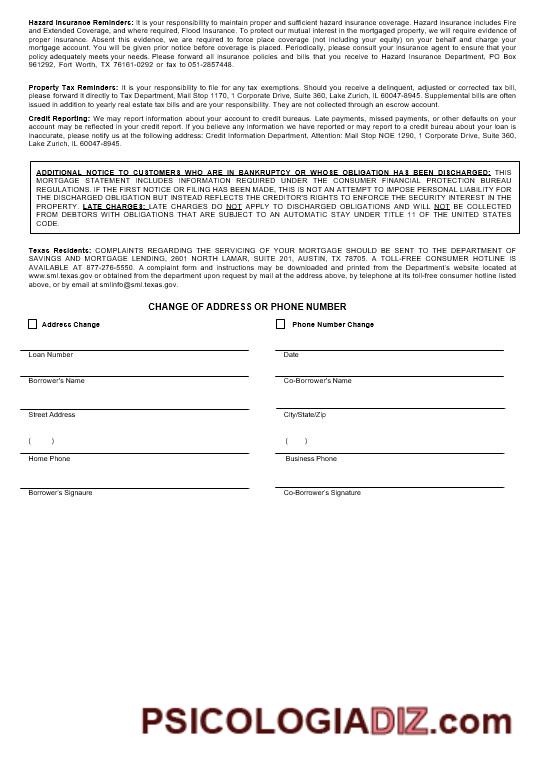 Hazard Insurance Reminders: It is your responsibility to maintain proper and sufficient hazard insurance coverage. Hazard insurance includes Fire
and Extended Coverage, and where required, Flood Insurance. To protect our mutual interest in the mortgaged property, we will require evidence of
proper insurance. Absent this evidence, we are required to force place coverage (not including your equity) on your behalf and charge your
mortgage account. You will be given prior notice before coverage is placed. Periodically, please consult your insurance agent to ensure that your
policy adequately meets your needs. Please forward all insurance policies and bills that you receive to Hazard Insurance Department, PO Box
961292, Fort Worth, TX 76161-0292 or fax to 051-2857448.
Property Tax Reminders: It is your responsibility to file for any tax exemptions. Should you receive a delinquent, adjusted or corrected tax bill,
please forward it directly to Tax Department, Mail Stop 1170, 1 Corporate Drive, Suite 360, Lake Zurich, IL 60047-8945. Supplemental bills are often
issued in addition to yearly real estate tax bills and are your responsibility. They are not collected through an escrow account.
Credit Reporting: We may report information about your account to credit bureaus. Late payments, missed payments, or other defaults on your
account may be reflected in your credit report. If you believe any information we have reported or may report to a credit bureau about your loan is
inaccurate, please notify us at the following address: Credit Information Department, Attention: Mail Stop NOE 1290, 1 Corporate Drive, Suite 360,
Lake Zurich, IL 60047-8945.
ADDITIONAL NOTICE TO CUSTOMERS WHO ARE IN BANKRUPTCY OR WHOSE OBLIGATION HAS BEEN DISCHARGED: THIS
MORTGAGE STATEMENT INCLUDES INFORMATION REQUIRED UNDER THE CONSUMER FINANCIAL PROTECTION BUREAU
REGULATIONS. IF THE FIRST NOTICE OR FILING HAS BEEN MADE, THIS IS NOT AN ATTEMPT TO IMPOSE PERSONAL LIABILITY FOR
THE DISCHARGED OBLIGATION BUT INSTEAD REFLECTS THE CREDITOR'S RIGHTS TO ENFORCE THE SECURITY INTEREST IN THE
PROPERTY. LATE CHARGES: LATE CHARGES DO NOT APPLY TO DISCHARGED OBLIGATIONS AND WILL NOT BE COLLECTED
FROM DEBTORS WITH OBLIGATIONS THAT ARE SUBJECT TO AN AUTOMATIC STAY UNDER TITLE 11 OF THE UNITED STATES
CODE.
Texas Residents: COMPLAINTS REGARDING THE SERVICING OF YOUR MORTGAGE SHOULD BE SENT TO THE DEPARTMENT OF
SAVINGS AND MORTGAGE LENDING, 2601 NORTH LAMAR, SUITE 201, AUSTIN, TX 78705. A TOLL-FREE CONSUMER HOTLINE IS
AVAILABLE AT 877-276-5550. A complaint form and instructions may be downloaded and printed from the Department's website located at
www.sml.texas.gov or obtained from the department upon request by mail at the address above, by telephone at its toll-free consumer hotline listed
above, or by email at smlinfo@sml.texas.gov.
CHANGE OF ADDRESS OR PHONE NUMBER
Address Change Phone Number Change
Loan Number Date
Borrower's Name Co-Borrower's Name
Street Address City/State/Zip
( ) ( )
Home Phone Business Phone
Borrower's Signaure Co-Borrower's Signature
PSICOLOGIADIZ.com